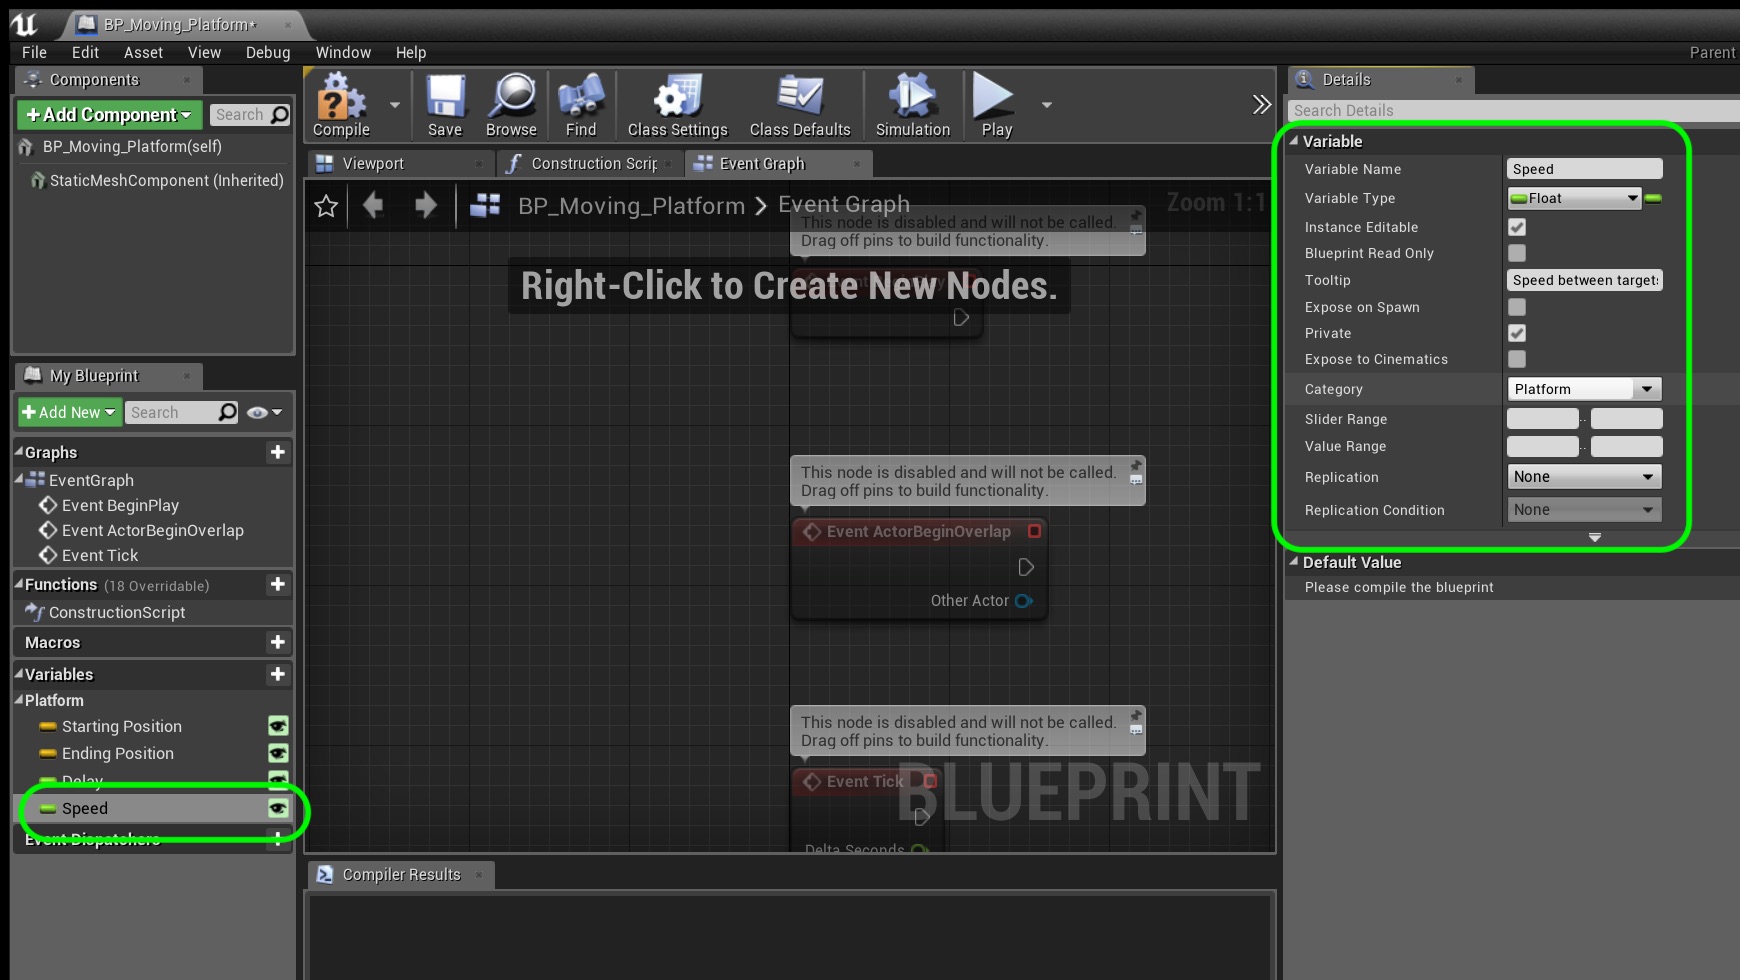 BP_Moving_Platform*
File Edit Asset View Debug Window Help
Parent
Components
+Add Component
Search
BP_Moving_Platform(self)
StaticMeshComponent (Inherited)
My Blueprint
+Add New
Search
Graphs
EventGraph
Event BeginPlay
Event ActorBeginOverlap
Event Tick
Functions (18 Overridable)
ConstructionScript
Macros
Variables
Platform
Starting Position
Ending Position
Delay
Speed
Event Dispatchers
Compile Save Browse Find Class Settings Class Defaults Simulation Play
Viewport
Construction Scrip
Event Graph
BP_Moving_Platform > Event Graph
Zoom 1:1
This node is disabled and will not be called.
Drag off pins to build functionality.
Right-Click to Create New Nodes.
This node is disabled and will not be called.
Drag off pins to build functionality.
Event ActorBeginOverlap
Other Actor
This node is disabled and will not be called.
Drag off pins to build functionality.
Event Tick
Delta Seconds
BLUEPRINT
Compiler Results
Details
Search Details
Variable
Variable Name Speed
Variable Type Float
Instance Editable
Blueprint Read Only
Tooltip Speed between targets
Expose on Spawn
Private
Expose to Cinematics
Category Platform
Slider Range ..
Value Range ..
Replication None
Replication Condition None
Default Value
Please compile the blueprint